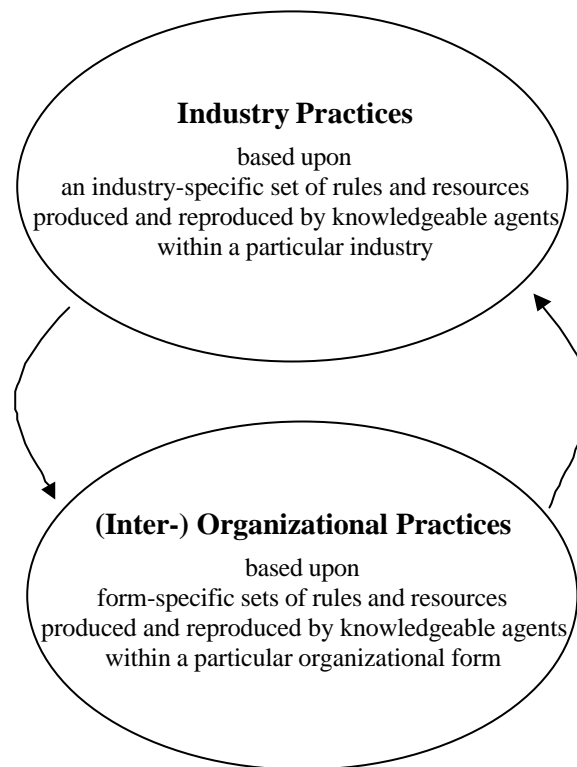 Industry Practices
based upon
an industry-specific set of rules and resources
produced and reproduced by knowledgeable agents
within a particular industry
(Inter-) Organizational Practices
based upon
form-specific sets of rules and resources
produced and reproduced by knowledgeable agents
within a particular organizational form